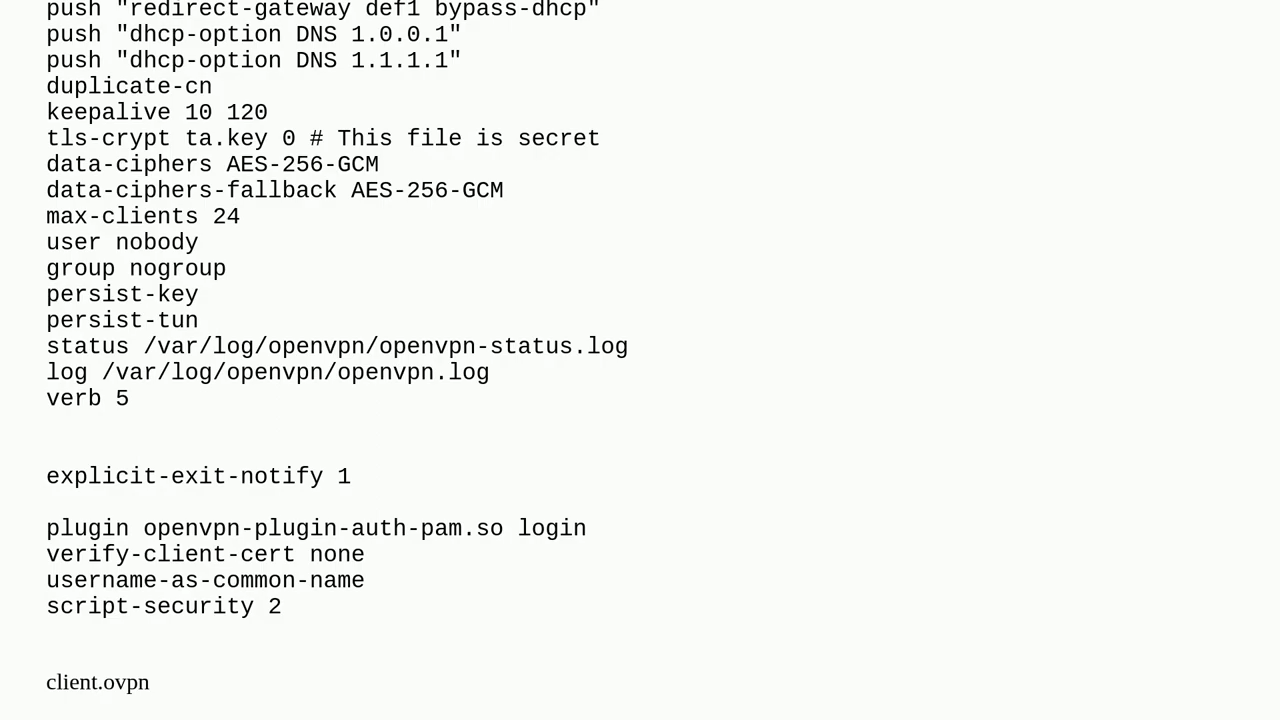 push "redirect-gateway def1 bypass-dhcp"
push "dhcp-option DNS 1.0.0.1"
push "dhcp-option DNS 1.1.1.1"
duplicate-cn
keepalive 10 120
tls-crypt ta.key 0 # This file is secret
data-ciphers AES-256-GCM
data-ciphers-fallback AES-256-GCM
max-clients 24
user nobody
group nogroup
persist-key
persist-tun
status /var/log/openvpn/openvpn-status.log
log /var/log/openvpn/openvpn.log
verb 5
explicit-exit-notify 1
plugin openvpn-plugin-auth-pam.so login
verify-client-cert none
username-as-common-name
script-security 2
client.ovpn